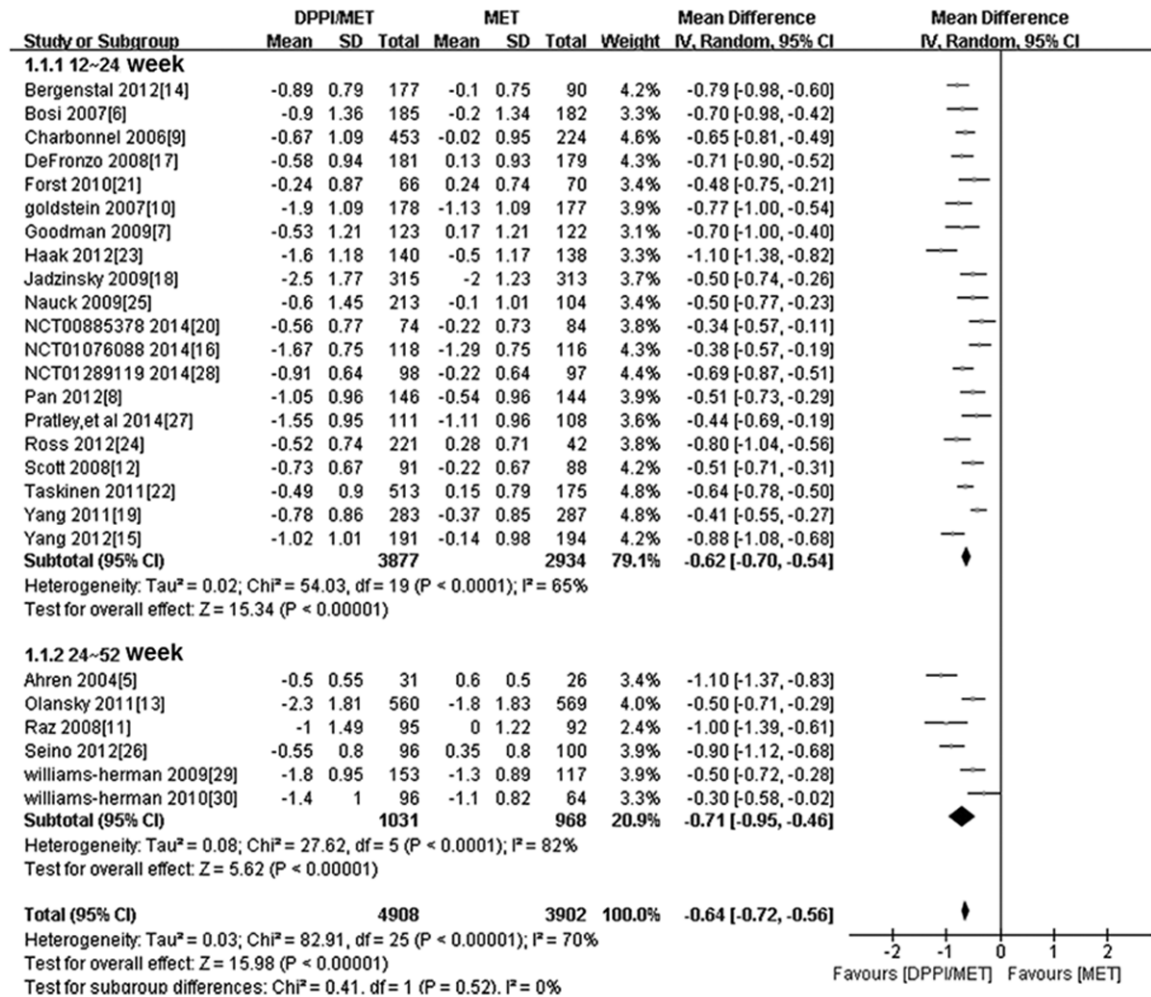 DPPI/MET MET Mean Difference Mean Difference
Study or Subgroup Mean SD Total Mean SD Total Weight IV, Random, 95% CI IV, Random, 95% CI
1.1.1 12~24 week
Bergenstal 2012[14] -0.89 0.79 177 -0.1 0.75 90 4.2% -0.79 [-0.98, -0.60]
Bosi 2007[6] -0.9 1.36 185 -0.2 1.34 182 3.3% -0.70 [-0.98, -0.42]
Charbonnel 2006[9] -0.67 1.09 453 -0.02 0.95 224 4.6% -0.65 [-0.81, -0.49]
DeFronzo 2008[17] -0.58 0.94 181 0.13 0.93 179 4.2% -0.71 [-0.90, -0.52]
Forst 2010[21] -0.24 0.87 66 0.24 0.74 70 3.4% -0.48 [-0.75, -0.21]
goldstein 2007[10] -1.9 1.09 178 -1.13 1.09 177 3.9% -0.77 [-1.00, -0.54]
Goodman 2009[7] -0.53 1.21 123 0.17 1.21 122 3.1% -0.70 [-1.00, -0.40]
Haak 2012[23] -1.6 1.18 140 -0.5 1.17 138 3.3% -1.10 [-1.38, -0.82]
Jadzinsky 2009[18] -2.5 1.77 315 -2 1.23 313 3.7% -0.50 [-0.74, -0.26]
Nauck 2009[25] -0.6 1.45 213 -0.1 1.01 104 3.4% -0.50 [-0.77, -0.23]
NCT00885378 2014[20] -0.56 0.77 74 -0.22 0.73 84 3.8% -0.34 [-0.57, -0.11]
NCT01076088 2014[16] -1.67 0.75 118 -1.29 0.75 116 4.3% -0.38 [-0.57, -0.19]
NCT01289119 2014[28] -0.91 0.64 98 -0.22 0.64 97 4.4% -0.69 [-0.87, -0.51]
Pan 2012[8] -1.05 0.96 146 -0.54 0.96 144 3.9% -0.51 [-0.73, -0.29]
Pratley,et al 2014[27] -1.55 0.95 111 -1.11 0.96 108 3.6% -0.44 [-0.69, -0.19]
Ross 2012[24] -0.52 0.74 221 0.28 0.71 42 3.8% -0.80 [-1.04, -0.56]
Scott 2008[12] -0.73 0.67 91 -0.22 0.67 88 4.2% -0.51 [-0.71, -0.31]
Taskinen 2011[22] -0.49 0.9 513 0.15 0.79 175 4.8% -0.64 [-0.78, -0.50]
Yang 2011[19] -0.78 0.86 283 -0.37 0.85 287 4.8% -0.41 [-0.55, -0.27]
Yang 2012[15] -1.02 1.01 191 -0.14 0.98 194 4.2% -0.88 [-1.08, -0.68]
Subtotal (95% CI) 3877 2934 79.1% -0.62 [-0.70, -0.54]
Heterogeneity: Tau² = 0.02; Chi² = 54.03, df = 19 (P < 0.0001); I² = 65%
Test for overall effect: Z = 15.34 (P < 0.00001)
1.1.2 24~52 week
Ahren 2004[5] -0.5 0.55 31 0.6 0.5 26 3.4% -1.10 [-1.37, -0.83]
Olansky 2011[13] -2.3 1.81 560 -1.8 1.83 569 4.0% -0.50 [-0.71, -0.29]
Raz 2008[11] -1 1.49 95 0 1.22 92 2.4% -1.00 [-1.39, -0.61]
Seino 2012[26] -0.55 0.8 96 0.35 0.8 100 3.9% -0.90 [-1.12, -0.68]
williams-herman 2009[29] -1.8 0.95 153 -1.3 0.89 117 3.9% -0.50 [-0.72, -0.28]
williams-herman 2010[30] -1.4 1 96 -1.1 0.82 64 3.3% -0.30 [-0.58, -0.02]
Subtotal (95% CI) 1031 968 20.9% -0.71 [-0.95, -0.46]
Heterogeneity: Tau² = 0.08; Chi² = 27.62, df = 5 (P < 0.0001); I² = 82%
Test for overall effect: Z = 5.62 (P < 0.00001)
Total (95% CI) 4908 3902 100.0% -0.64 [-0.72, -0.56]
Heterogeneity: Tau² = 0.03; Chi² = 82.91, df = 25 (P < 0.00001); I² = 70%
Test for overall effect: Z = 15.98 (P < 0.00001)
Test for subgroup differences: Chi² = 0.41, df = 1 (P = 0.52), I² = 0%
-2 -1 0 1 2
Favours [DPPI/MET] Favours [MET]